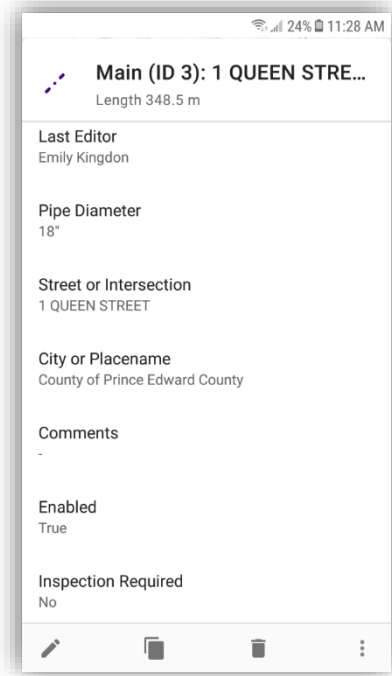 24% 11:28 AM
Main (ID 3): 1 QUEEN STRE...
Length 348.5 m
Last Editor
Emily Kingdon
Pipe Diameter
18"
Street or Intersection
1 QUEEN STREET
City or Placename
County of Prince Edward County
Comments
-
Enabled
True
Inspection Required
No